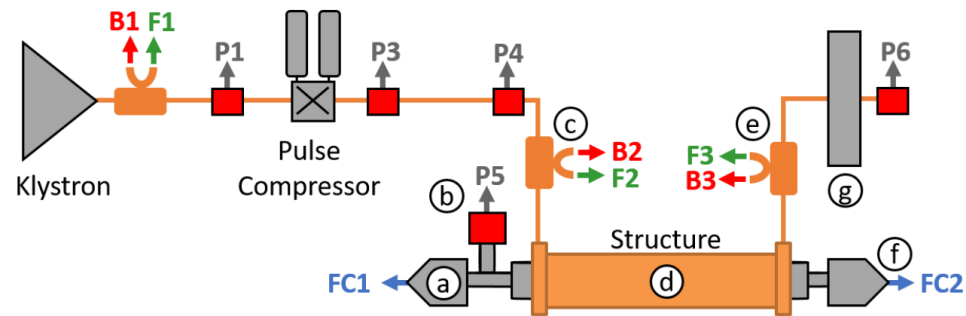 B1 F1
P1
P3
P4
P6
Klystron
Pulse
Compressor
c
B2
F2
e
F3
B3
g
b
P5
Structure
FC1
a
d
f
FC2